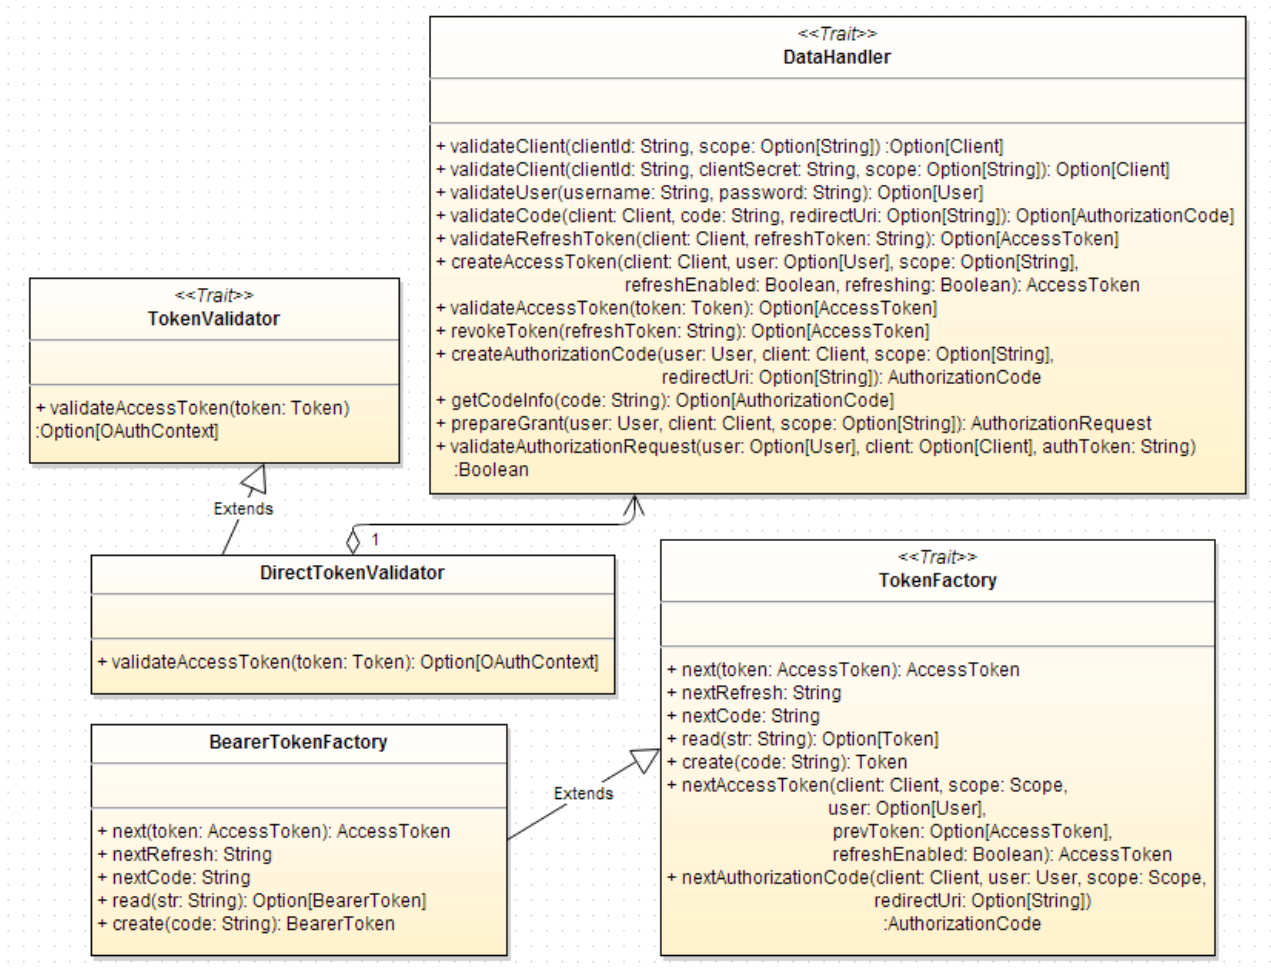 <<Trait>>
DataHandler
+ validateClient(clientId: String, scope: Option[String]) :Option[Client]
+ validateClient(clientId: String, clientSecret: String, scope: Option[String]): Option[Client]
+ validateUser(username: String, password: String): Option[User]
+ validateCode(client: Client, code: String, redirectUri: Option[String]): Option[AuthorizationCode]
+ validateRefreshToken(client: Client, refreshToken: String): Option[AccessToken]
+ createAccessToken(client: Client, user: Option[User], scope: Option[String],
refreshEnabled: Boolean, refreshing: Boolean): AccessToken
+ validateAccessToken(token: Token): Option[AccessToken]
+ revokeToken(refreshToken: String): Option[AccessToken]
+ createAuthorizationCode(user: User, client: Client, scope: Option[String],
redirectUri: Option[String]): AuthorizationCode
+ getCodeInfo(code: String): Option[AuthorizationCode]
+ prepareGrant(user: User, client: Client, scope: Option[String]): AuthorizationRequest
+ validateAuthorizationRequest(user: Option[User], client: Option[Client], authToken: String)
:Boolean
<<Trait>>
TokenValidator
+ validateAccessToken(token: Token)
:Option[OAuthContext]
Extends
1
DirectTokenValidator
+ validateAccessToken(token: Token): Option[OAuthContext]
<<Trait>>
TokenFactory
+ next(token: AccessToken): AccessToken
+ nextRefresh: String
+ nextCode: String
+ read(str: String): Option[Token]
+ create(code: String): Token
+ nextAccessToken(client: Client, scope: Scope,
user: Option[User],
prevToken: Option[AccessToken],
refreshEnabled: Boolean): AccessToken
+ nextAuthorizationCode(client: Client, user: User, scope: Scope,
redirectUri: Option[String])
:AuthorizationCode
BearerTokenFactory
+ next(token: AccessToken): AccessToken
+ nextRefresh: String
+ nextCode: String
+ read(str: String): Option[BearerToken]
+ create(code: String): BearerToken
Extends